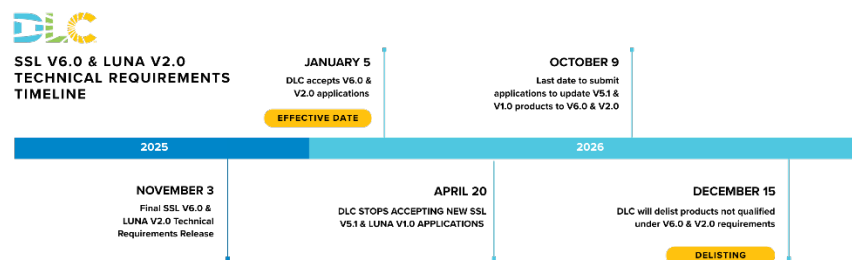 DLC
SSL V6.0 & LUNA V2.0
TECHNICAL REQUIREMENTS
TIMELINE
JANUARY 5
DLC accepts V6.0 &
V2.0 applications
EFFECTIVE DATE
OCTOBER 9
Last date to submit
applications to update V5.1 &
V1.0 products to V6.0 & V2.0
2025
2026
NOVEMBER 3
Final SSL V6.0 &
LUNA V2.0 Technical
Requirements Release
APRIL 20
DLC STOPS ACCEPTING NEW SSL
V5.1 & LUNA V1.0 APPLICATIONS
DECEMBER 15
DLC will delist products not qualified
under V6.0 & V2.0 requirements
DELISTING